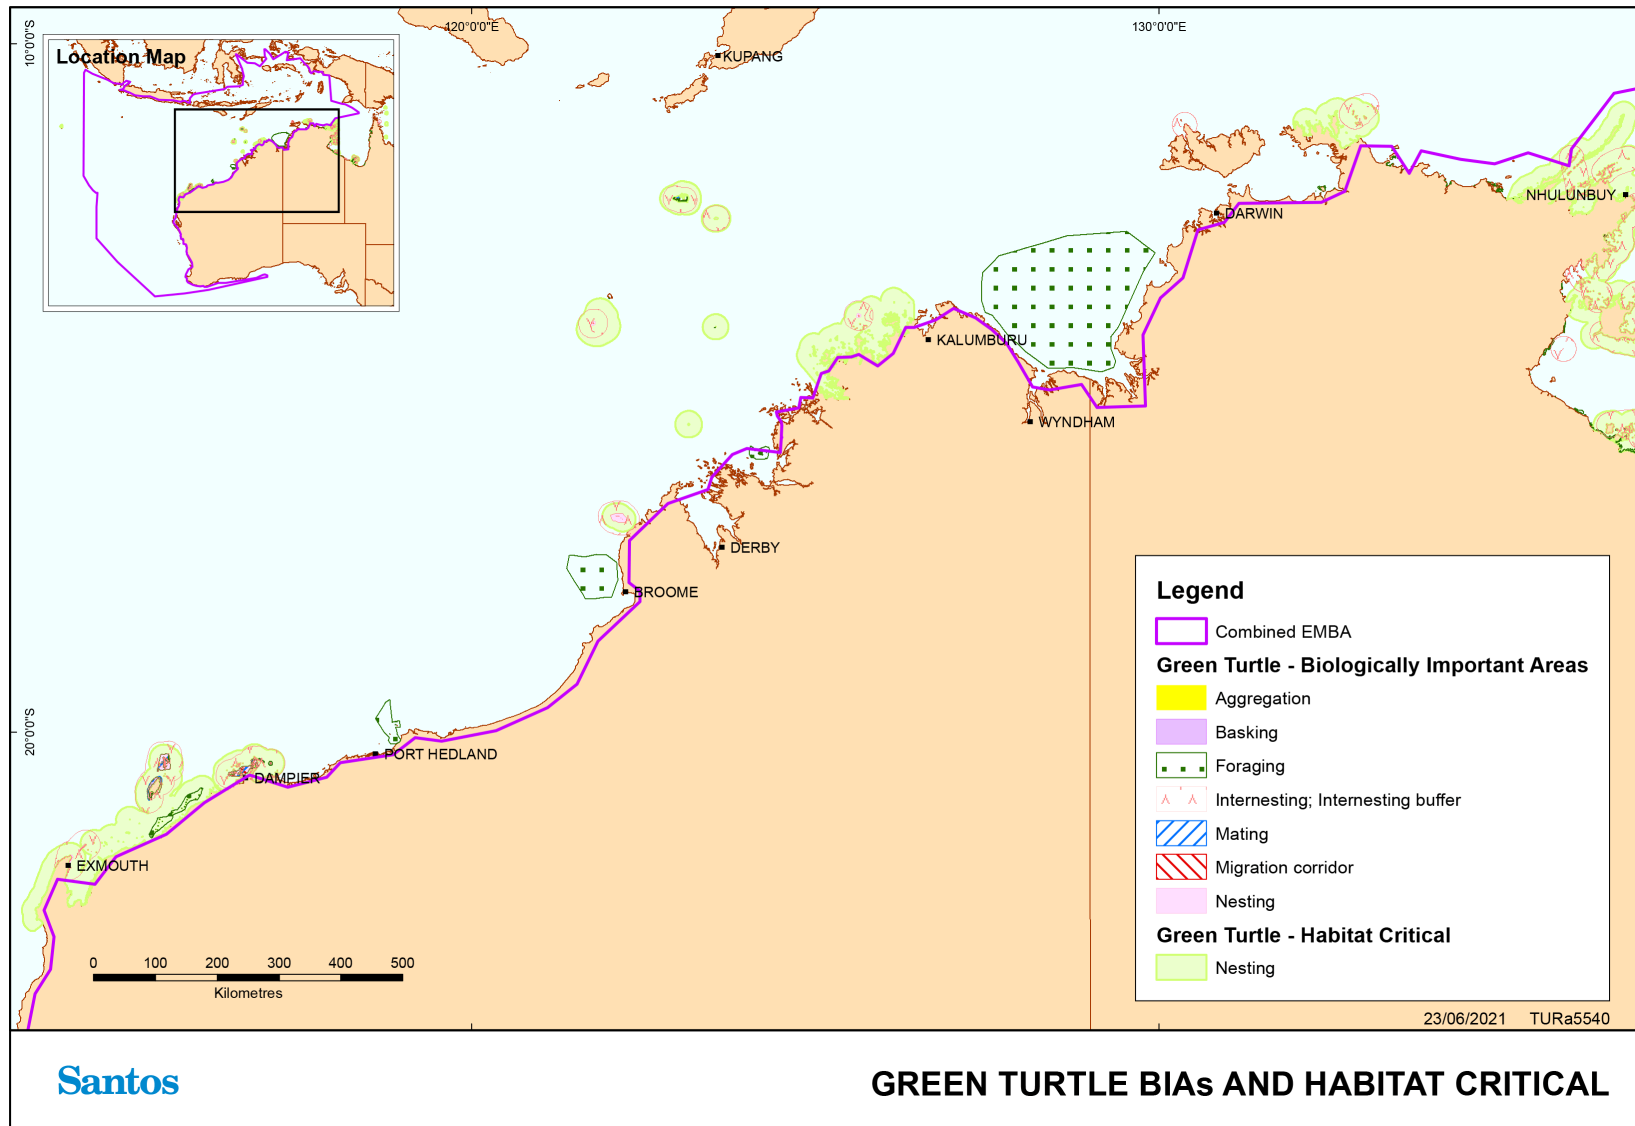 120°0'0"E
130°0'0"E
10°0'0"S
20°0'0"S
Location Map
KUPANG
NHULUNBUY
DARWIN
KALUMBURU
WYNDHAM
DERBY
BROOME
PORT HEDLAND
DAMPIER
EXMOUTH
0 100 200 300 400 500
Kilometres
Legend
Combined EMBA
Green Turtle - Biologically Important Areas
Aggregation
Basking
Foraging
Internesting; Internesting buffer
Mating
Migration corridor
Nesting
Green Turtle - Habitat Critical
Nesting
23/06/2021 TURa5540
Santos
GREEN TURTLE BIAs AND HABITAT CRITICAL